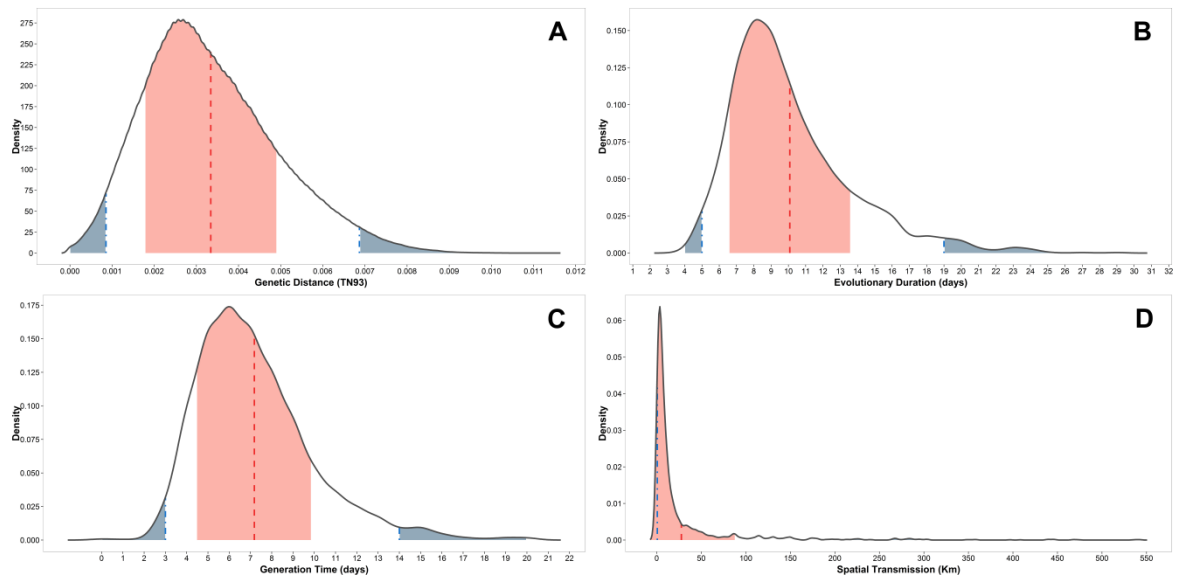 A
Density
275
250
225
200
175
150
125
100
75
50
25
0
0.000 0.001 0.002 0.003 0.004 0.005 0.006 0.007 0.008 0.009 0.010 0.011 0.012
Genetic Distance (TN93)
B
Density
0.150
0.125
0.100
0.075
0.050
0.025
0.000
1 2 3 4 5 6 7 8 9 10 11 12 13 14 15 16 17 18 19 20 21 22 23 24 25 26 27 28 29 30 31 32
Evolutionary Duration (days)
C
Density
0.175
0.150
0.125
0.100
0.075
0.050
0.025
0.000
0 1 2 3 4 5 6 7 8 9 10 11 12 13 14 15 16 17 18 19 20 21 22
Generation Time (days)
D
Density
0.06
0.05
0.04
0.03
0.02
0.01
0.00
0 50 100 150 200 250 300 350 400 450 500 550
Spatial Transmission (Km)